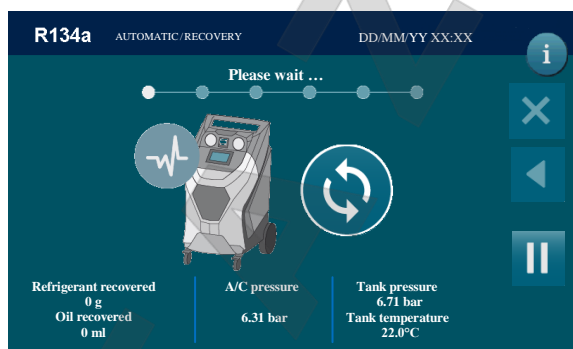 R134a AUTOMATIC/RECOVERY DD/MM/YY XX:XX
i
Please wait …
Refrigerant recovered
0 g
Oil recovered
0 ml
A/C pressure
6.31 bar
Tank pressure
6.71 bar
Tank temperature
22.0°C